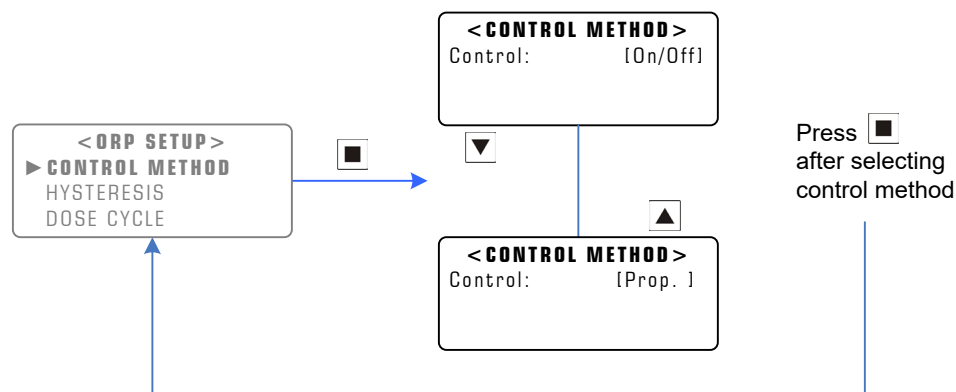 <CONTROL METHOD>
Control: [On/Off]
<ORP SETUP>
►CONTROL METHOD
HYSTERESIS
DOSE CYCLE
■
▼
▲
<CONTROL METHOD>
Control: [Prop. ]
Press ■
after selecting
control method